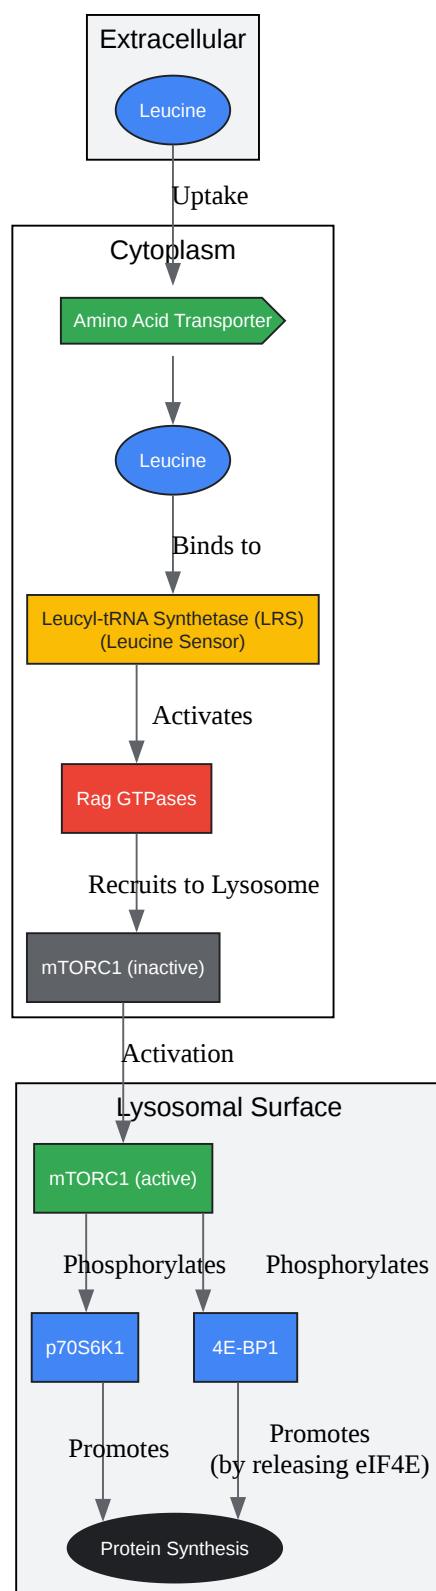 Extracellular
Leucine
Uptake
Cytoplasm
Amino Acid Transporter
Leucine
Binds to
Leucyl-tRNA Synthetase (LRS)
(Leucine Sensor)
Activates
Rag GTPases
Recruits to Lysosome
mTORC1 (inactive)
Activation
Lysosomal Surface
mTORC1 (active)
Phosphorylates
Phosphorylates
p70S6K1
4E-BP1
Promotes
Promotes
(by releasing eIF4E)
Protein Synthesis